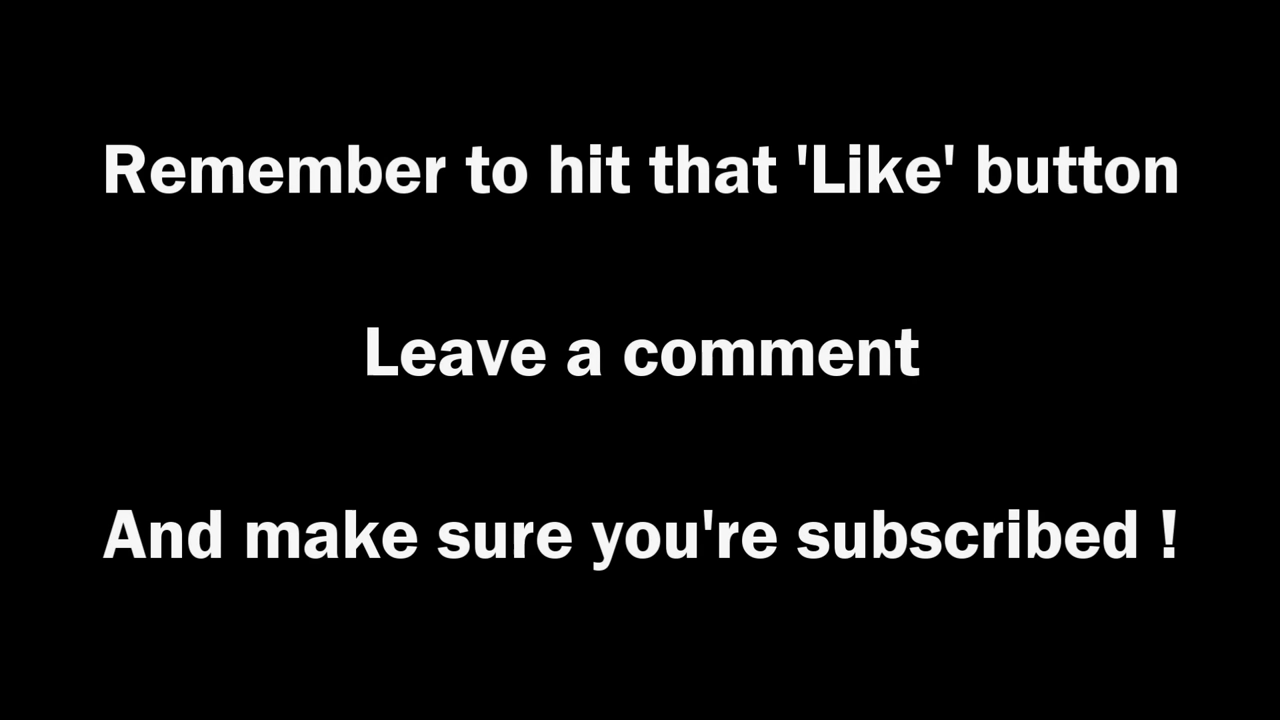 Remember to hit that 'Like' button
Leave a comment
And make sure you're subscribed !